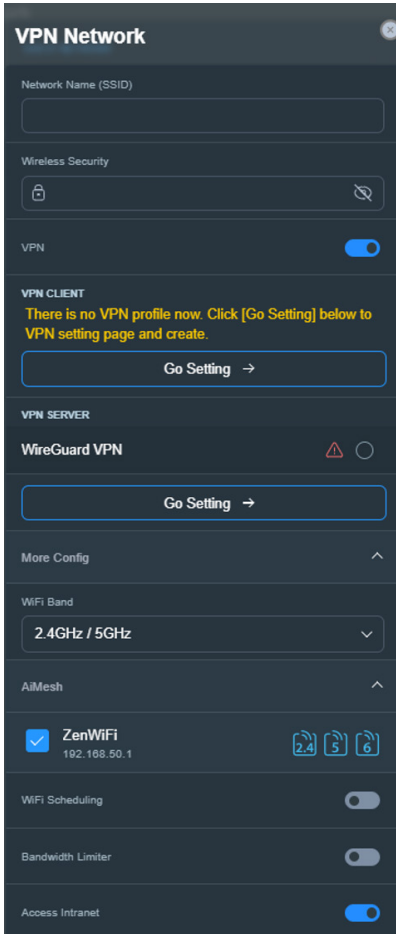 VPN Network
Network Name (SSID)
Wireless Security
VPN
VPN CLIENT
There is no VPN profile now. Click [Go Setting] below to
VPN setting page and create.
Go Setting →
VPN SERVER
WireGuard VPN
Go Setting →
More Config
WiFi Band
2.4GHz / 5GHz
AiMesh
ZenWiFi
2.4 5 6
192.168.50.1
WiFi Scheduling
Bandwidth Limiter
Access Intranet